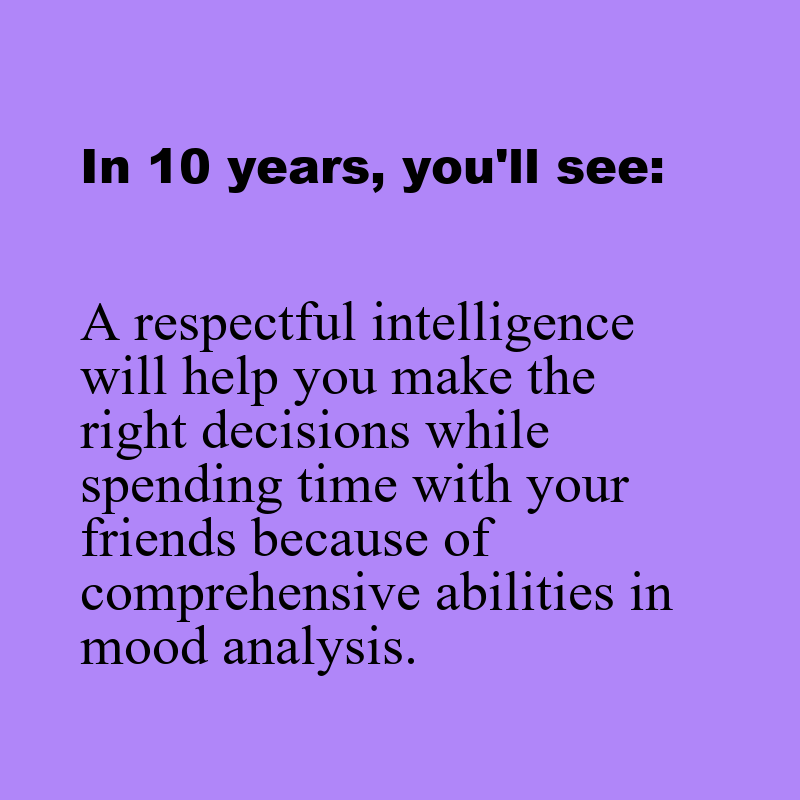 In 10 years, you'll see:
A respectful intelligence
will help you make the
right decisions while
spending time with your
friends because of
comprehensive abilities in
mood analysis.